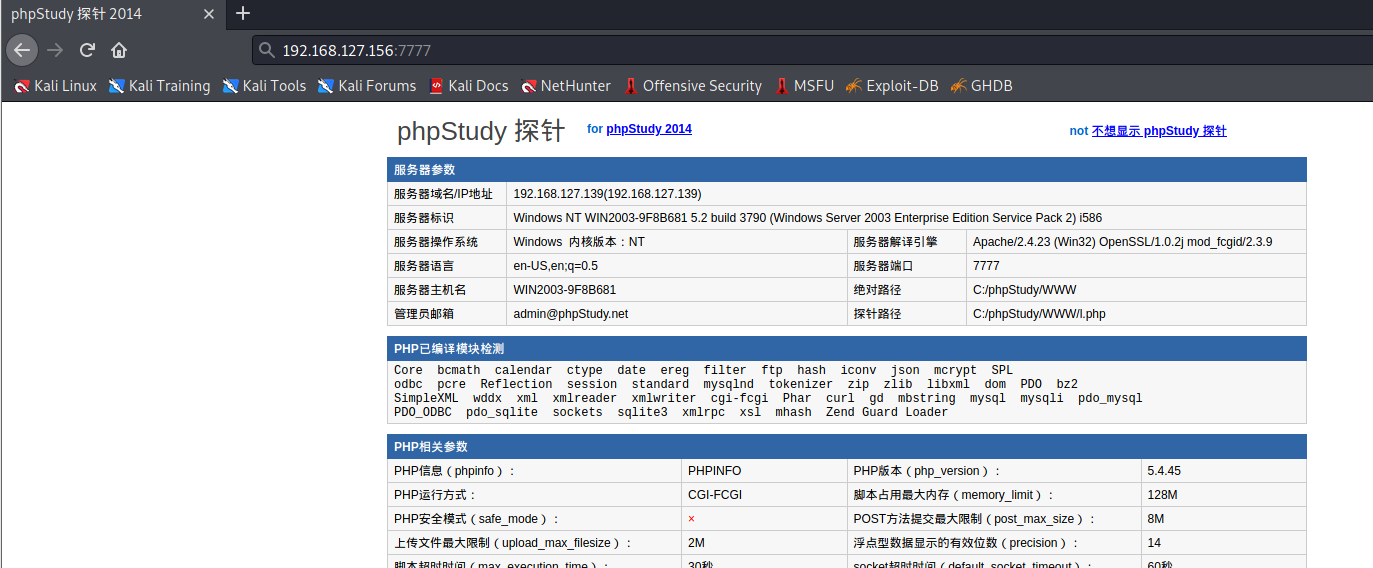 phpStudy 探针 2014
192.168.127.156:7777
Kali Linux Kali Training Kali Tools Kali Forums Kali Docs NetHunter Offensive Security MSFU Exploit-DB GHDB
phpStudy 探针 for phpStudy 2014 not 不想显示 phpStudy 探针
服务器参数
服务器域名/IP地址 192.168.127.139(192.168.127.139)
服务器标识 Windows NT WIN2003-9F8B681 5.2 build 3790 (Windows Server 2003 Enterprise Edition Service Pack 2) i586
服务器操作系统 Windows 内核版本：NT 服务器解译引擎 Apache/2.4.23 (Win32) OpenSSL/1.0.2j mod_fcgid/2.3.9
服务器语言 en-US,en;q=0.5 服务器端口 7777
服务器主机名 WIN2003-9F8B681 绝对路径 C:/phpStudy/WWW
管理员邮箱 admin@phpStudy.net 探针路径 C:/phpStudy/WWW/l.php
PHP已编译模块检测
Core bcmath calendar ctype date ereg filter ftp hash iconv json mcrypt SPL
odbc pcre Reflection session standard mysqlnd tokenizer zip zlib libxml dom PDO bz2
SimpleXML wddx xml xmlreader xmlwriter cgi-fcgi Phar curl gd mbstring mysql mysqli pdo_mysql
PDO_ODBC pdo_sqlite sockets sqlite3 xmlrpc xsl mhash Zend Guard Loader
PHP相关参数
PHP信息（phpinfo）： PHPINFO PHP版本（php_version）： 5.4.45
PHP运行方式： CGI-FCGI 脚本占用最大内存（memory_limit）： 128M
PHP安全模式（safe_mode）： × POST方法提交最大限制（post_max_size）： 8M
上传文件最大限制（upload_max_filesize）： 2M 浮点型数据显示的有效位数（precision）： 14
脚本超时时间（max_execution_time）： 30秒 socket超时时间（default_socket_timeout）： 60秒